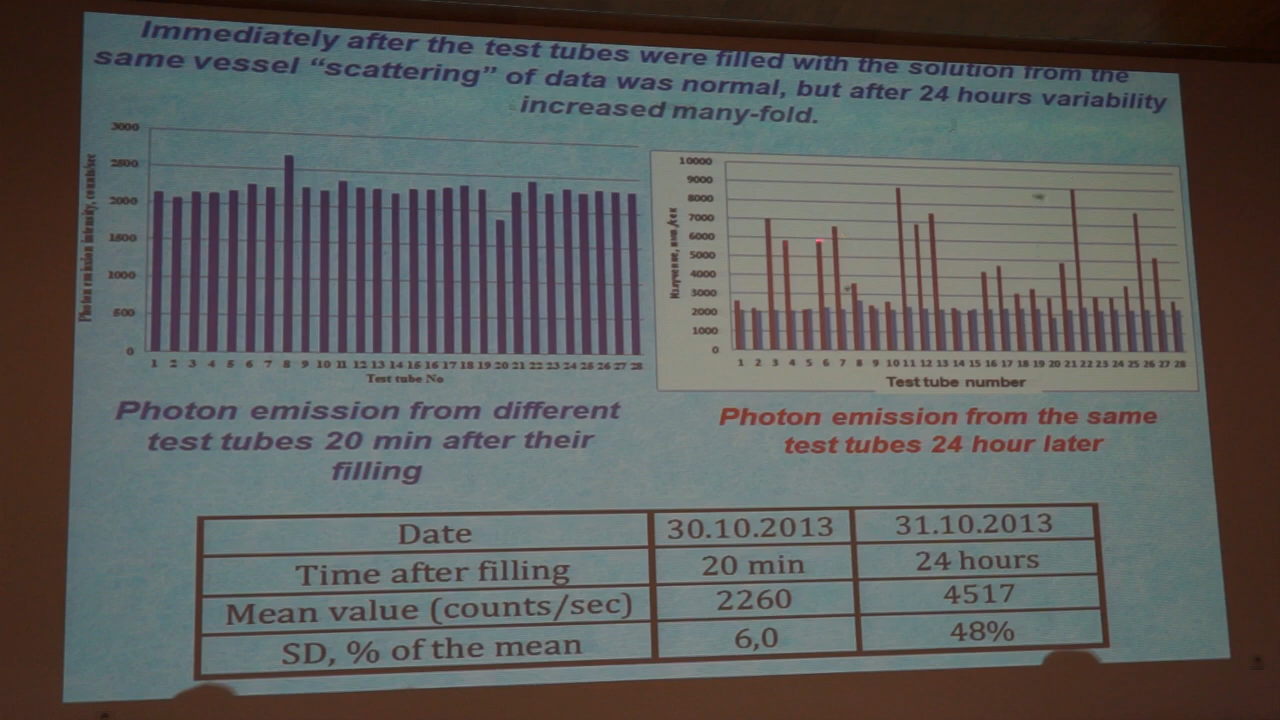 Immediately after the test tubes were filled with the solution from the
same vessel “scattering” of data was normal, but after 24 hours variability
increased many-fold.
3000
2500
2000
1500
1000
500
0
Photon emission intensity, counts/sec
1 2 3 4 5 6 7 8 9 10 11 12 13 14 15 16 17 18 19 20 21 22 23 24 25 26 27 28
Test tube No
10000
9000
8000
7000
6000
5000
4000
3000
2000
1000
0
1 2 3 4 5 6 7 8 9 10 11 12 13 14 15 16 17 18 19 20 21 22 23 24 25 26 27 28
Test tube number
Photon emission from different
test tubes 20 min after their
filling
Photon emission from the same
test tubes 24 hour later
Date 30.10.2013 31.10.2013
Time after filling 20 min 24 hours
Mean value (counts/sec) 2260 4517
SD, % of the mean 6,0 48%